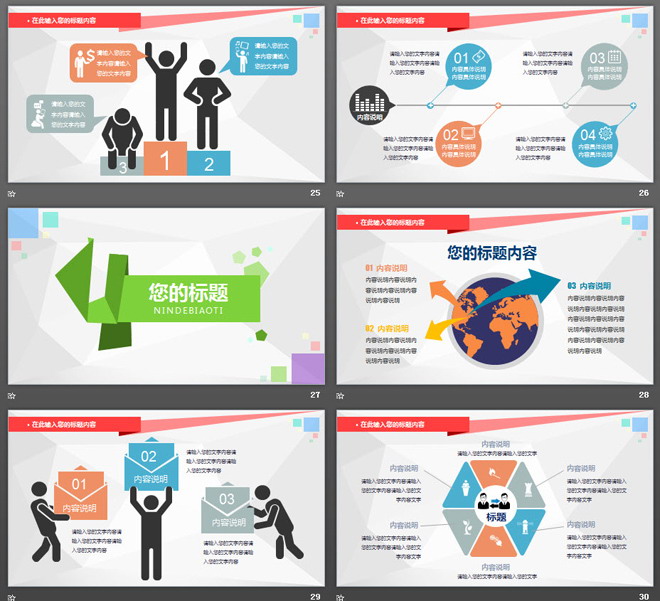 • 在此输入您的标题内容
请输入您的文
字内容请输入
您的文字内容
请输入您的文
字内容请输入
您的文字内容
请输入您的文
字内容请输入
您的文字内容
3
1
2
25
• 在此输入您的标题内容
请输入您的文字内容请
输入您的文字内容请输
入您的文字内容
01
内容具体说明
内容具体说明
请输入您的文字内容请
输入您的文字内容请输
入您的文字内容
03
内容具体说明
内容具体说明
内容说明
请输入您的文字内容请
输入您的文字内容请输
入您的文字内容
02
内容具体说明
内容具体说明
请输入您的文字内容请
输入您的文字内容请输
入您的文字内容
04
内容具体说明
内容具体说明
26
您的标题
NINDEBIAOTI
27
• 在此输入您的标题内容
您的标题内容
01 内容说明
内容说明内容说明内
容说明内容说明内容
说明内容说明
02 内容说明
内容说明内容说明内
容说明内容说明内容
说明内容说明
03 内容说明
内容说明内容说明内容
说明内容说明内容说明
内容说明内容说明内容
说明内容说明内容说明
内容说明内容说明内容
说明内容说明
28
• 在此输入您的标题内容
01
内容说明
请输入您的文字内容请
输入您的文字内容请输
入您的文字内容
02
内容说明
请输入您的文字内容请
输入您的文字内容请输
入您的文字内容
03
内容说明
请输入您的文字内容请
输入您的文字内容请输
入您的文字内容
29
• 在此输入您的标题内容
内容说明
请输入您的文字内容请输入您的文字
内容说明
请输入您的文字内容请
输入您的文字内容请输
入您的文字内容文字
内容说明
请输入您的文字内容请
输入您的文字内容请输
入您的文字内容文字
标题
内容说明
请输入您的文字内容请
输入您的文字内容请输
入您的文字内容文字
内容说明
请输入您的文字内容请
输入您的文字内容请输入您的文
字内容文字
内容说明
请输入您的文字内容请输入您的文字
30